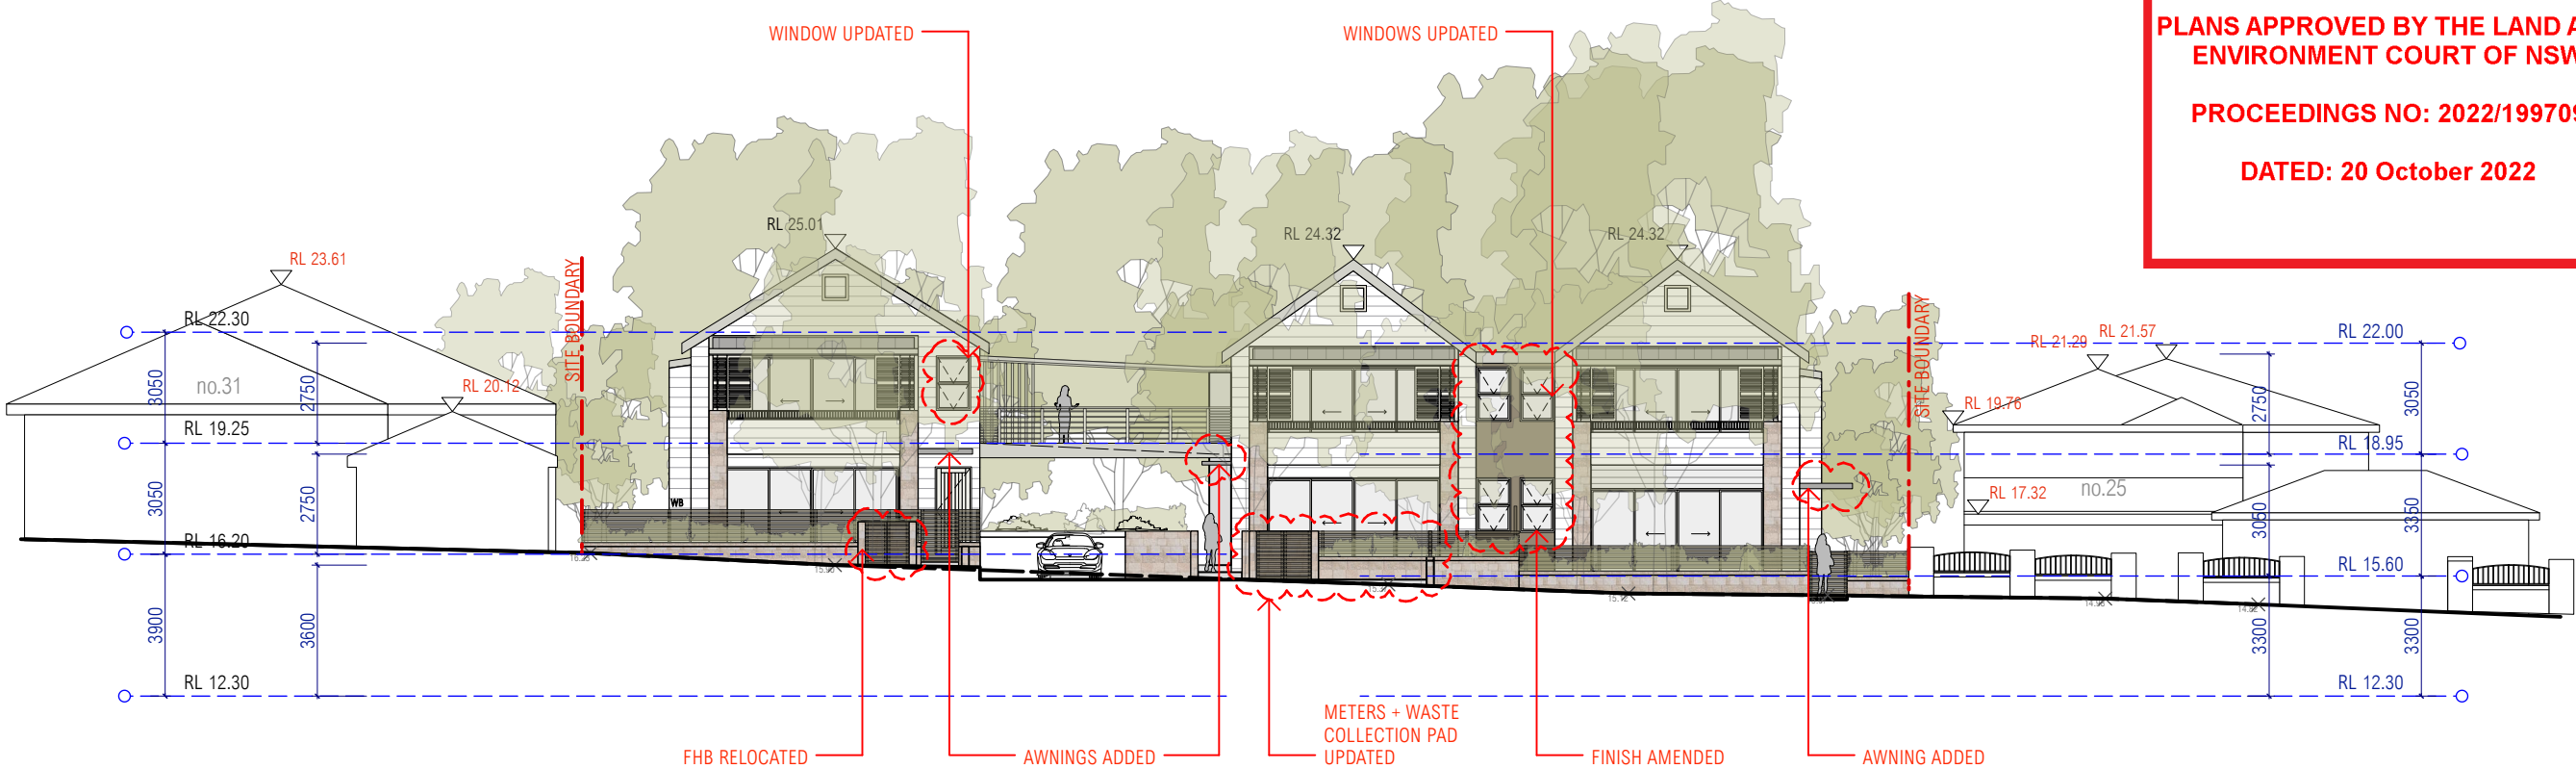 PLANS APPROVED BY THE LAND A
ENVIRONMENT COURT OF NSW
PROCEEDINGS NO: 2022/199709
DATED: 20 October 2022
WINDOW UPDATED
WINDOWS UPDATED
RL 25.01
RL 24.32
RL 24.32
RL 23.61
SITE BOUNDARY
SITE BOUNDARY
RL 22.30
RL 22.00
RL 21.29
RL 21.57
no.31
RL 20.12
RL 19.76
3050
2750
2750
3050
RL 19.25
RL 18.95
WB
no.25
RL 17.32
3050
2750
3050
3350
RL 16.20
RL 15.60
15.12
3900
3600
3300
3300
RL 12.30
RL 12.30
METERS + WASTE
COLLECTION PAD
UPDATED
FHB RELOCATED
AWNINGS ADDED
FINISH AMENDED
AWNING ADDED